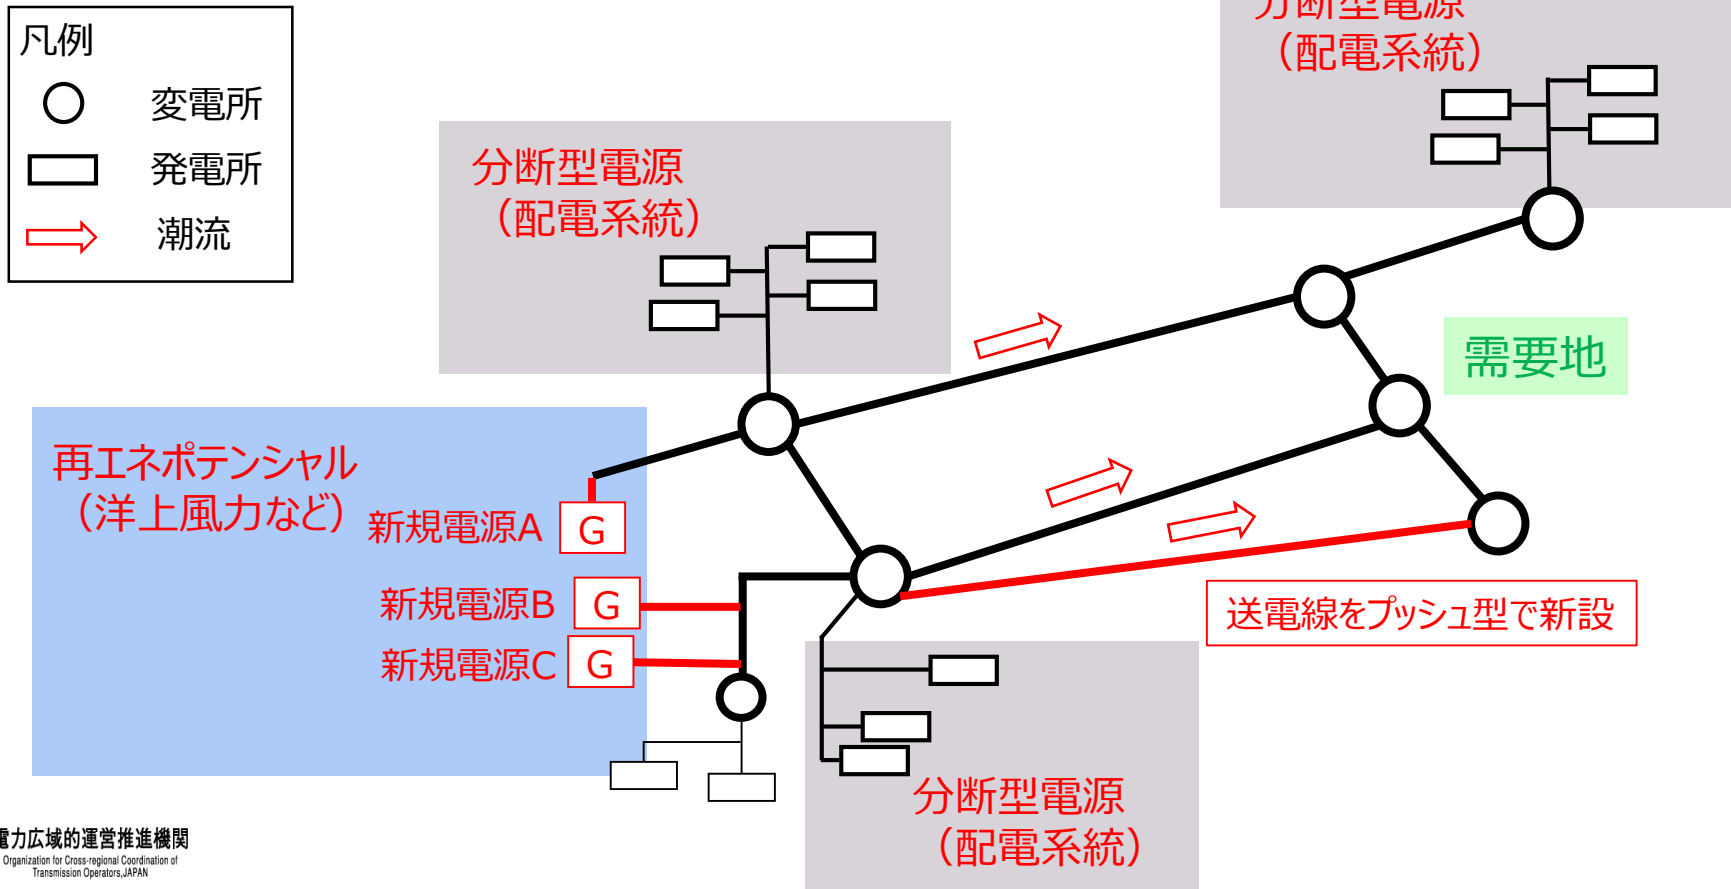 凡例
変電所
発電所
潮流
分断型電源
（配電系統）
分断型電源
（配電系統）
需要地
再エネポテンシャル
（洋上風力など）
新規電源A
G
新規電源B
G
新規電源C
G
送電線をプッシュ型で新設
分断型電源
（配電系統）
電力広域的運営推進機関
Organization for Cross-regional Coordination of
Transmission Operators,JAPAN